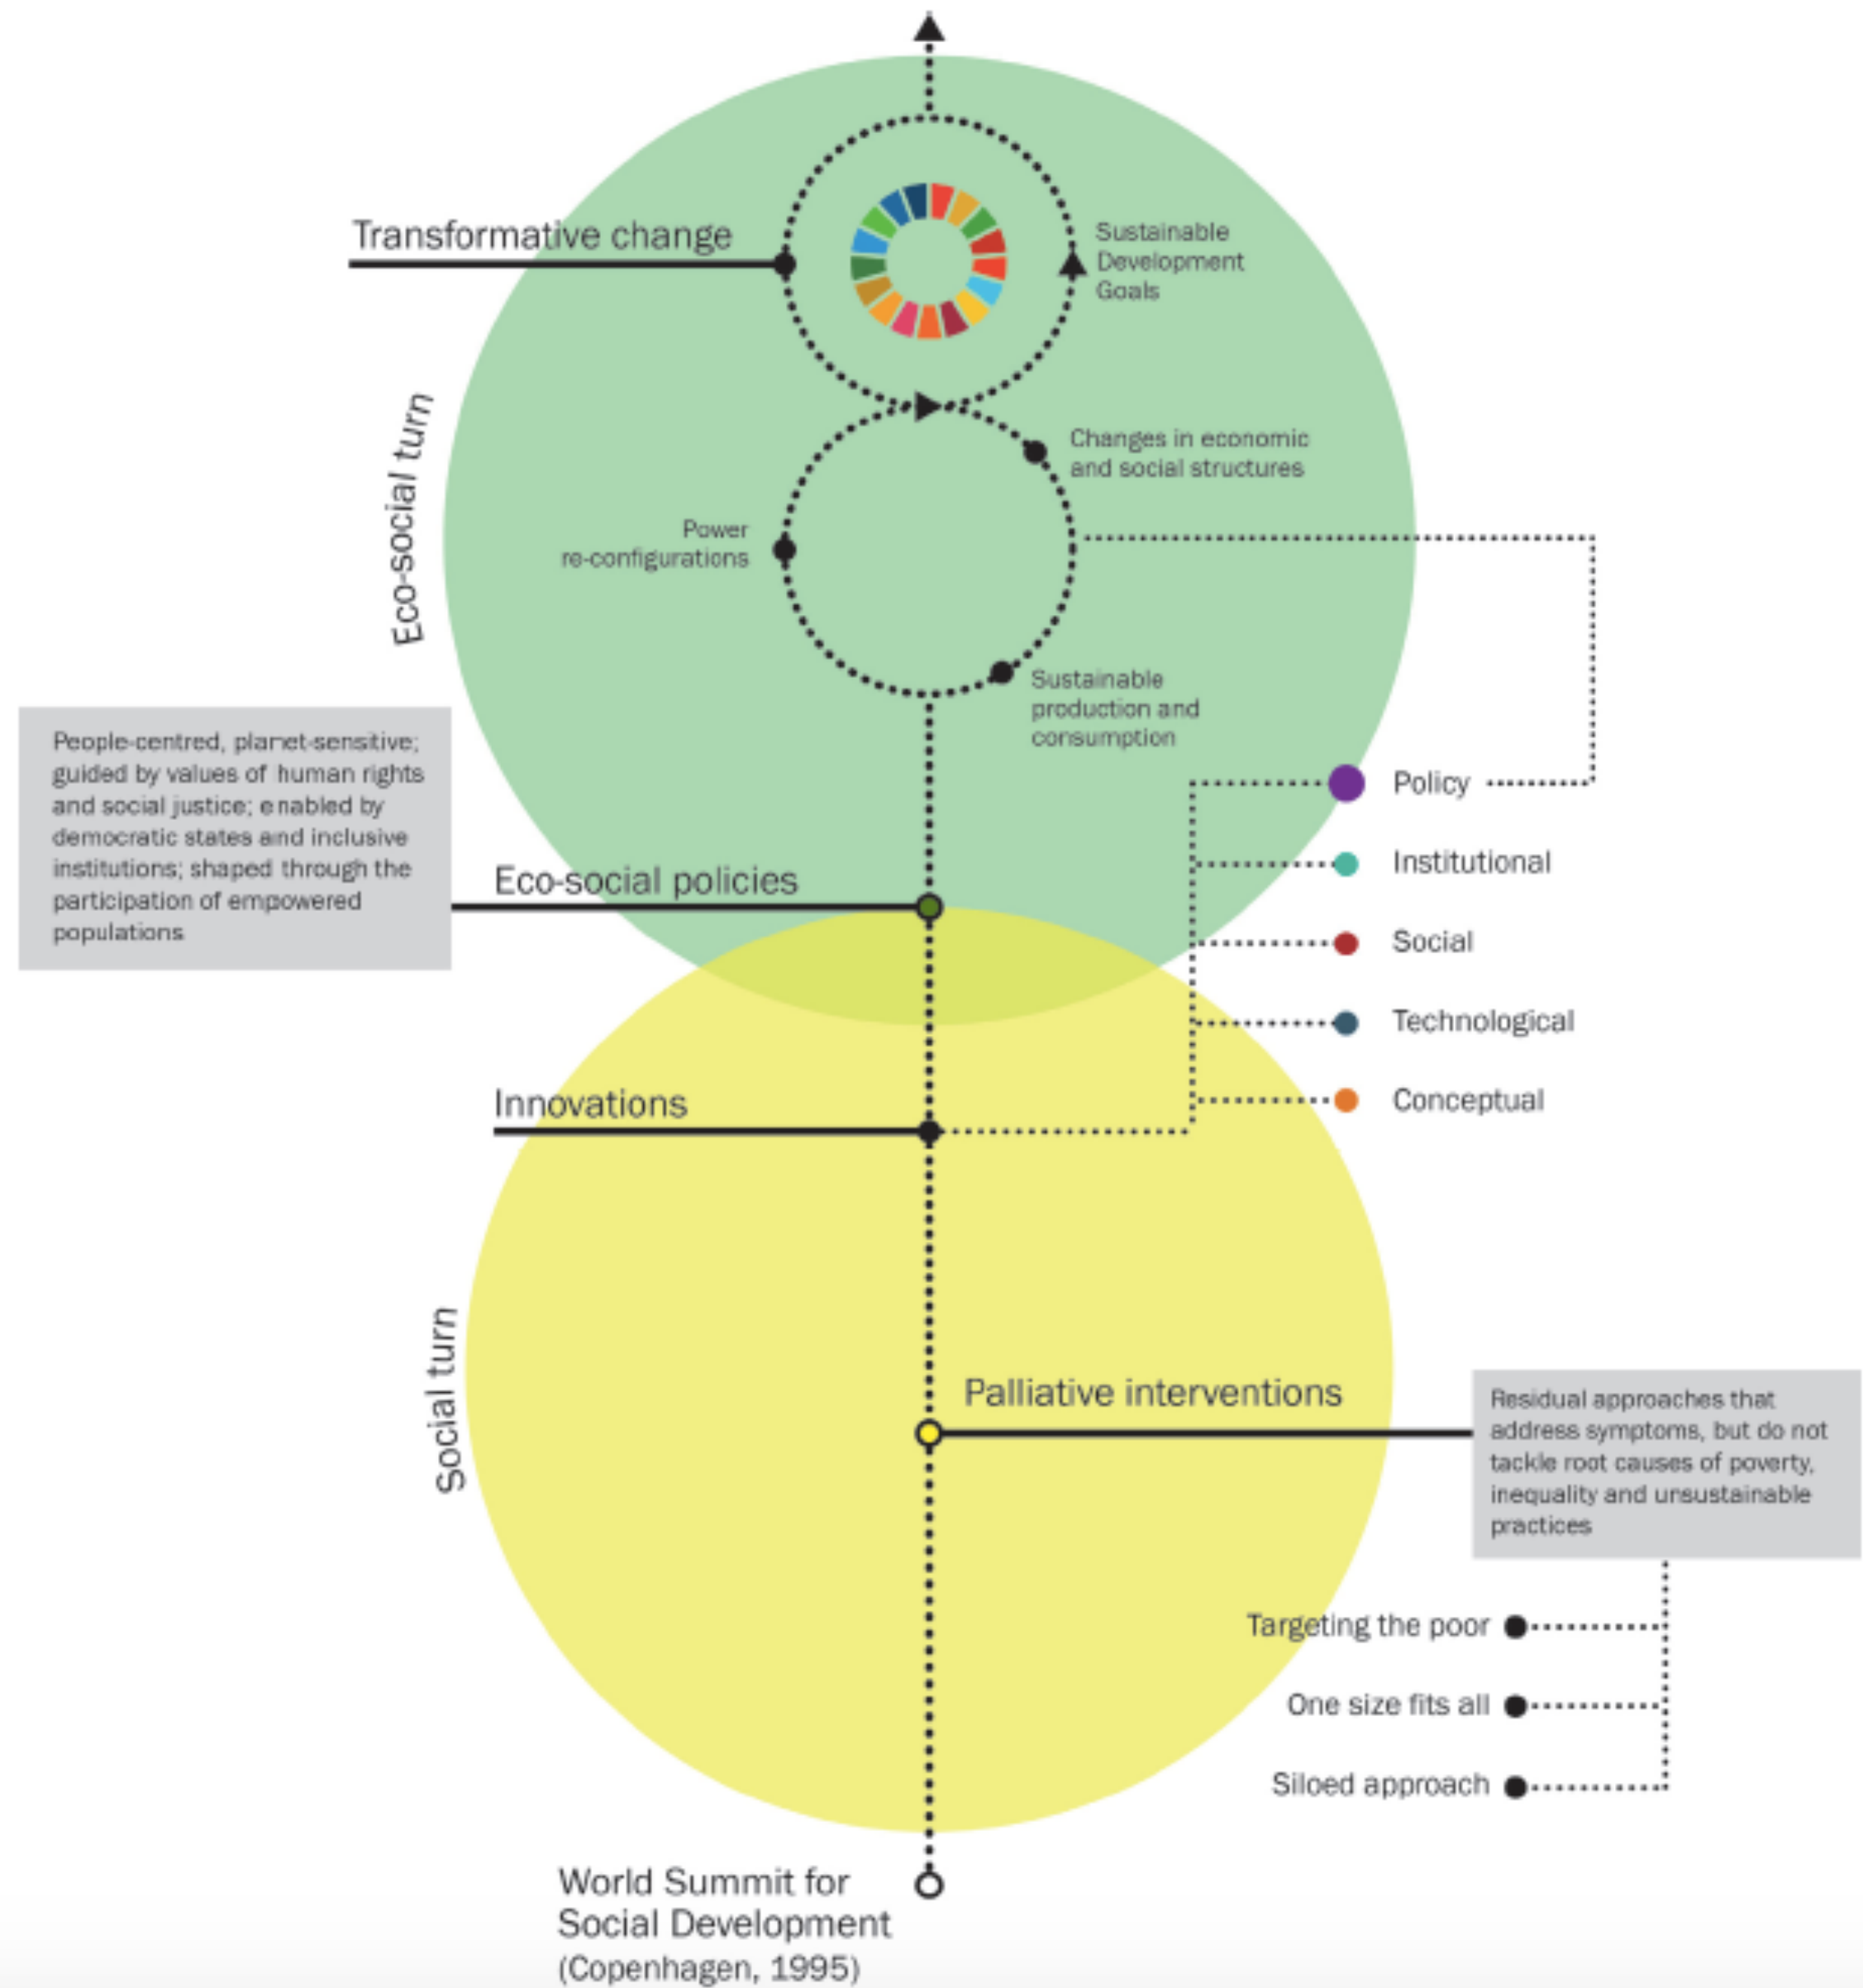 Transformative change
Sustainable
Development
Goals
Eco-social turn
Changes in economic
and social structures
Power
re-configurations
Sustainable
production and
consumption
People-centred, planet-sensitive;
guided by values of human rights
and social justice; enabled by
democratic states and inclusive
institutions; shaped through the
participation of empowered
populations
Eco-social policies
Policy
Institutional
Social
Technological
Conceptual
Innovations
Social turn
Palliative interventions
Residual approaches that
address symptoms, but do not
tackle root causes of poverty,
inequality and unsustainable
practices
Targeting the poor
One size fits all
Siloed approach
World Summit for
Social Development
(Copenhagen, 1995)